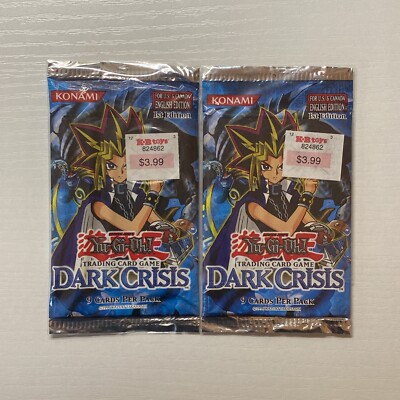 KONAMI
FOR U.S. & CANADA
ENGLISH EDITION
1st Edition
K·B toys
824862
$3.99
Yu-Gi-Oh!
TRADING CARD GAME
DARK CRISIS
9 CARDS PER PACK
KONAMI
FOR U.S. & CANADA
ENGLISH EDITION
1st Edition
K·B toys
824862
$3.99
Yu-Gi-Oh!
TRADING CARD GAME
DARK CRISIS
9 CARDS PER PACK